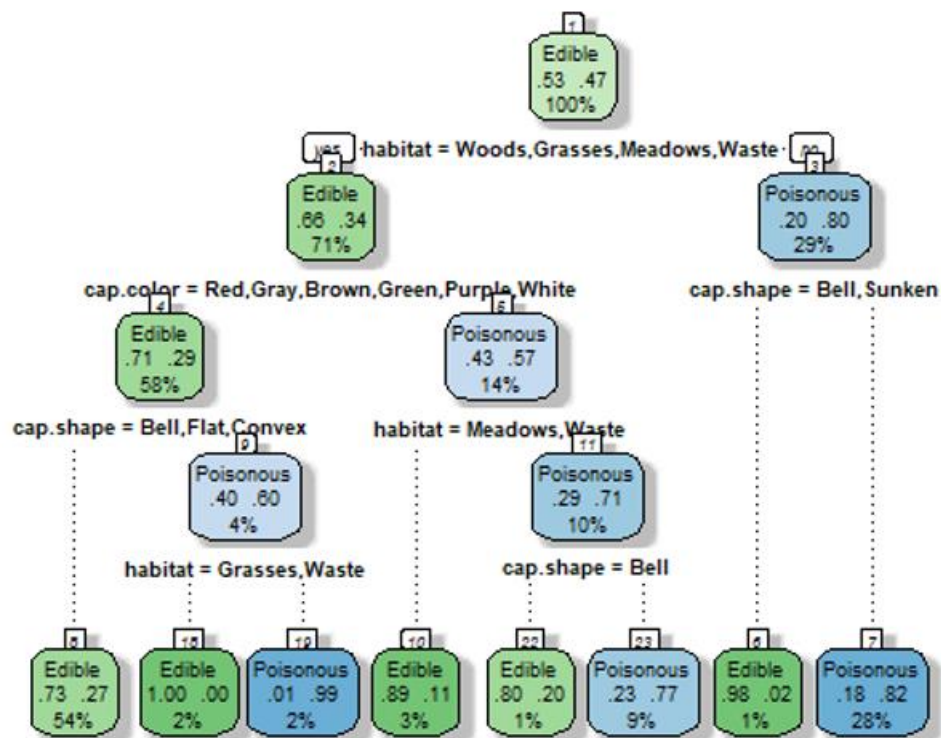 1
Edible
.53 .47
100%
yes habitat = Woods,Grasses,Meadows,Waste no
2
Edible
.66 .34
71%
3
Poisonous
.20 .80
29%
cap.color = Red,Gray,Brown,Green,Purple,White
cap.shape = Bell,Sunken
4
Edible
.71 .29
58%
5
Poisonous
.43 .57
14%
cap.shape = Bell,Flat,Convex
habitat = Meadows,Waste
9
Poisonous
.40 .60
4%
11
Poisonous
.29 .71
10%
habitat = Grasses,Waste
cap.shape = Bell
8
Edible
.73 .27
54%
18
Edible
1.00 .00
2%
19
Poisonous
.01 .99
2%
10
Edible
.89 .11
3%
22
Edible
.80 .20
1%
23
Poisonous
.23 .77
9%
6
Edible
.98 .02
1%
7
Poisonous
.18 .82
28%